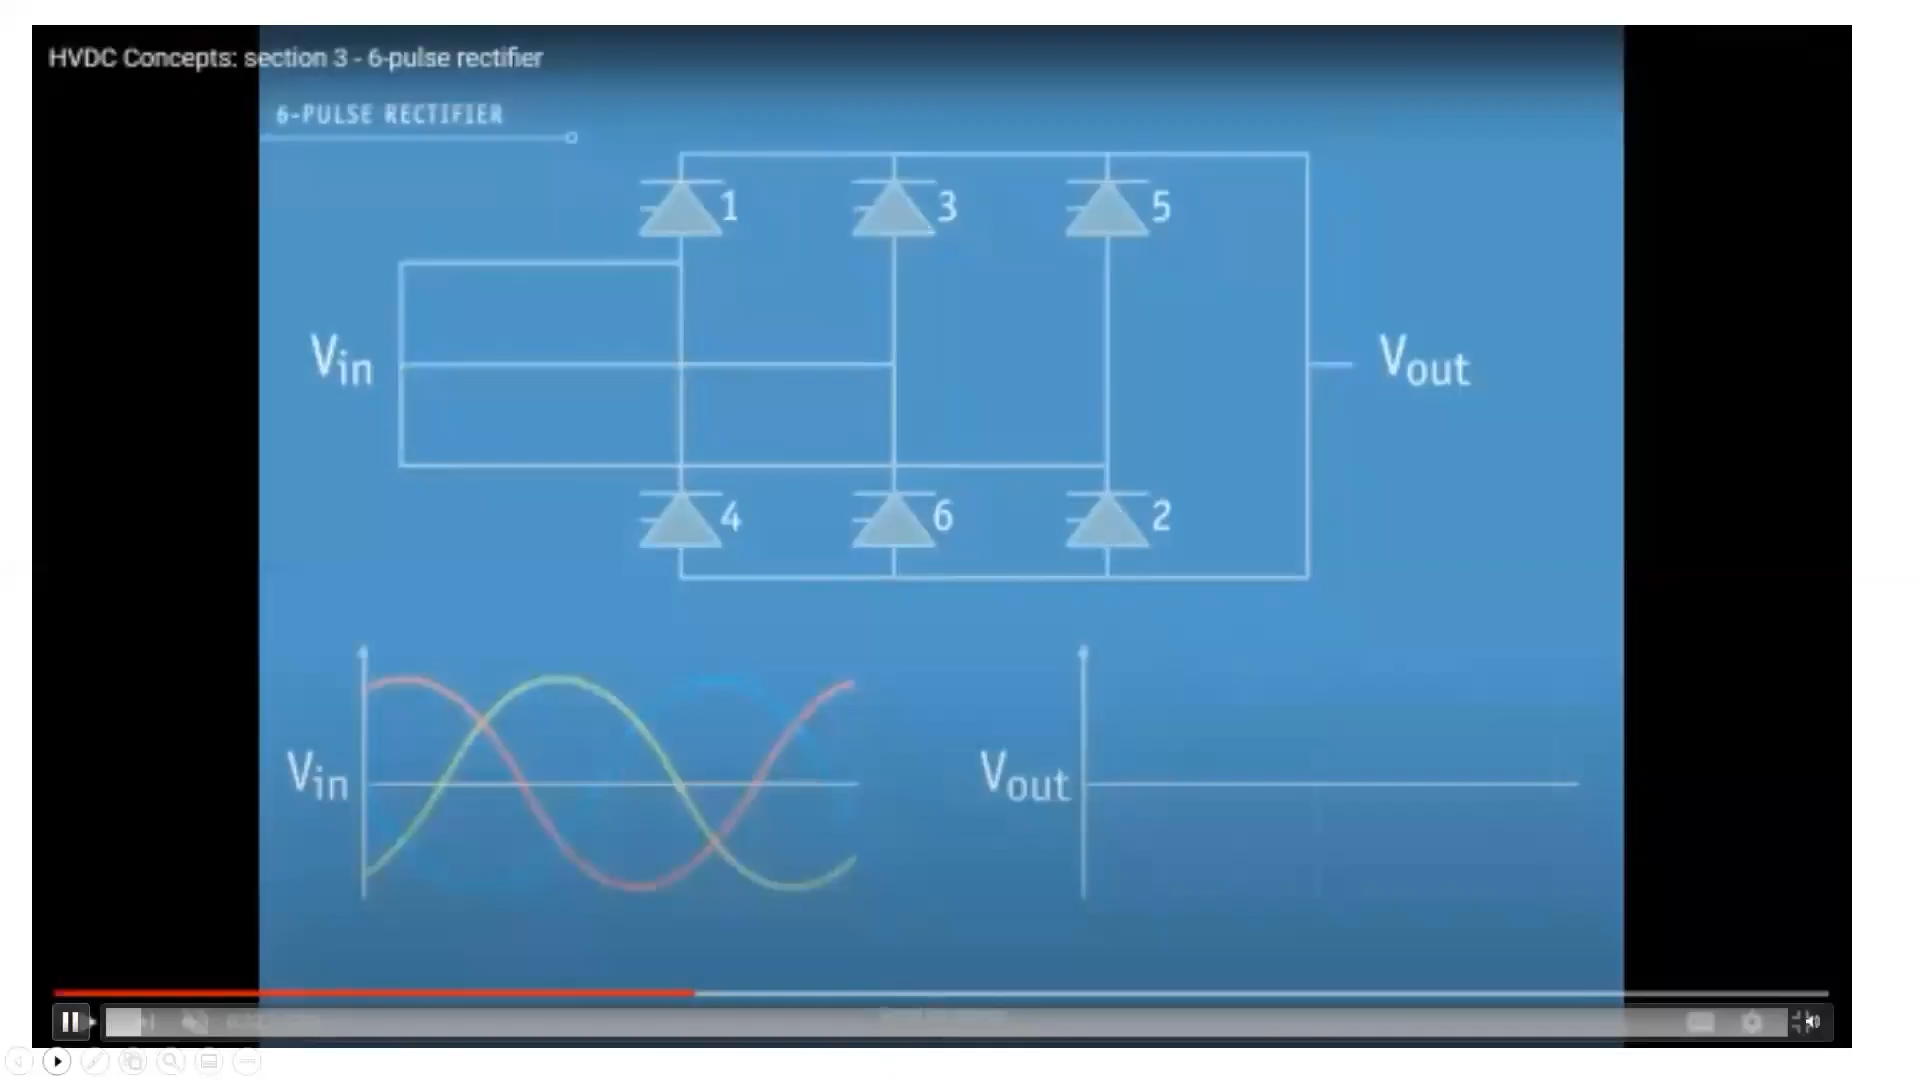 HVDC Concepts: section 3 - 6-pulse rectifier
6-PULSE RECTIFIER
1
3
5
Vin
Vout
4
6
2
Vin
Vout